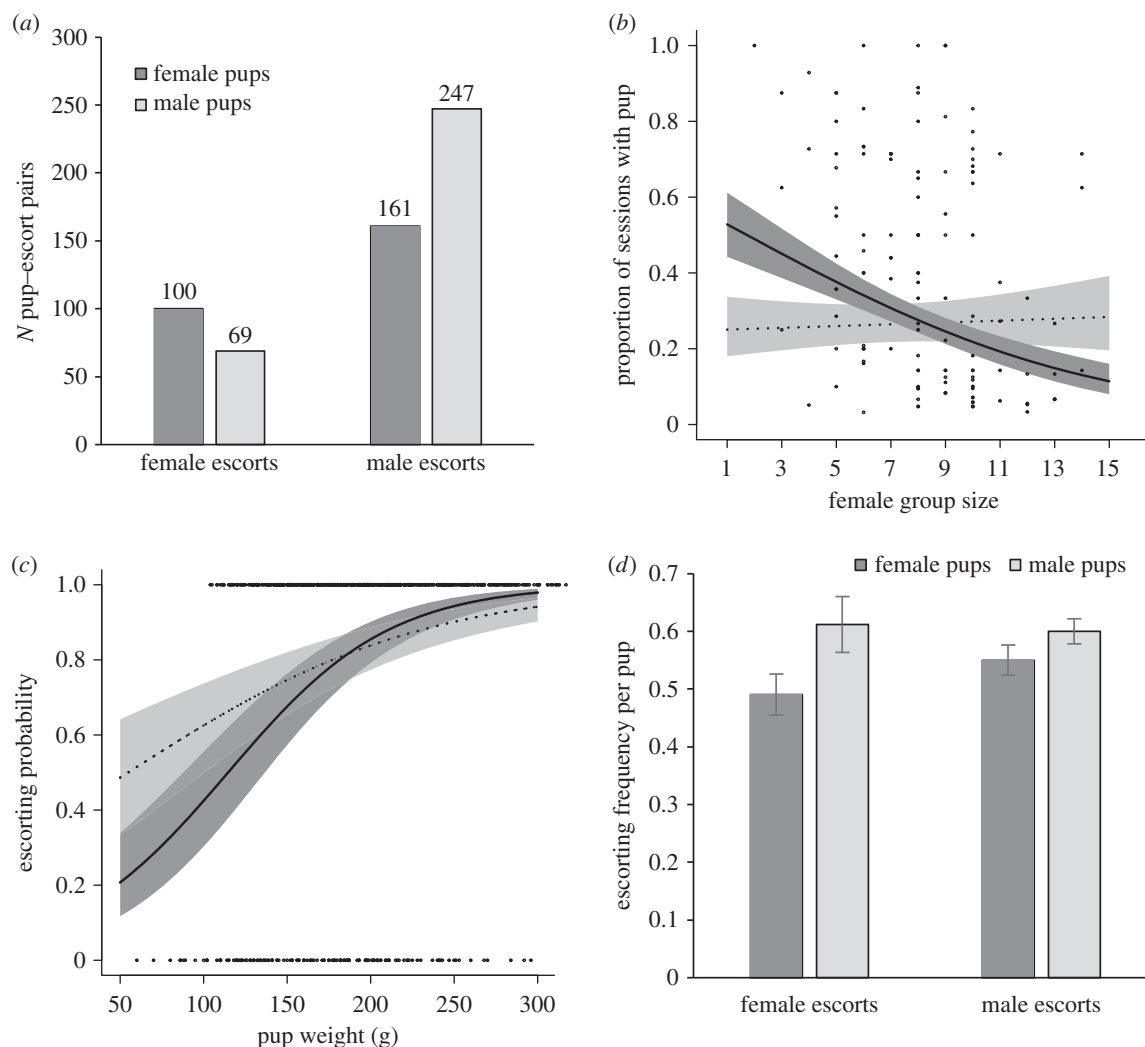 (a)
300
250
200
150
100
50
0
N pup–escort pairs
female pups
male pups
100
69
161
247
female escorts
male escorts
(b)
1.0
0.8
0.6
0.4
0.2
0
proportion of sessions with pup
1 3 5 7 9 11 13 15
female group size
(c)
1.0
0.8
0.6
0.4
0.2
0
escorting probability
50 100 150 200 250 300
pup weight (g)
(d)
0.7
0.6
0.5
0.4
0.3
0.2
0.1
0
escorting frequency per pup
female pups male pups
female escorts
male escorts